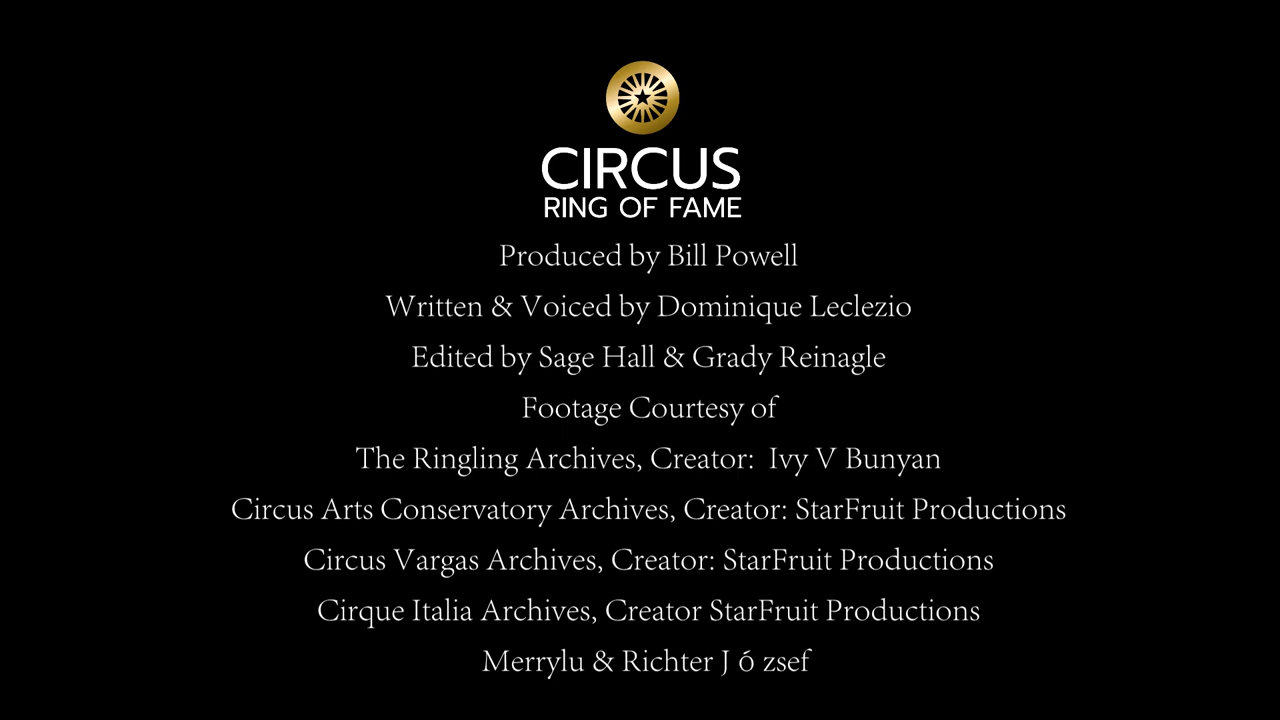 CIRCUS
RING OF FAME
Produced by Bill Powell
Written & Voiced by Dominique Leclezio
Edited by Sage Hall & Grady Reinagle
Footage Courtesy of
The Ringling Archives, Creator:  Ivy V Bunyan
Circus Arts Conservatory Archives, Creator: StarFruit Productions
Circus Vargas Archives, Creator: StarFruit Productions
Cirque Italia Archives, Creator StarFruit Productions
Merrylu & Richter J ó zsef